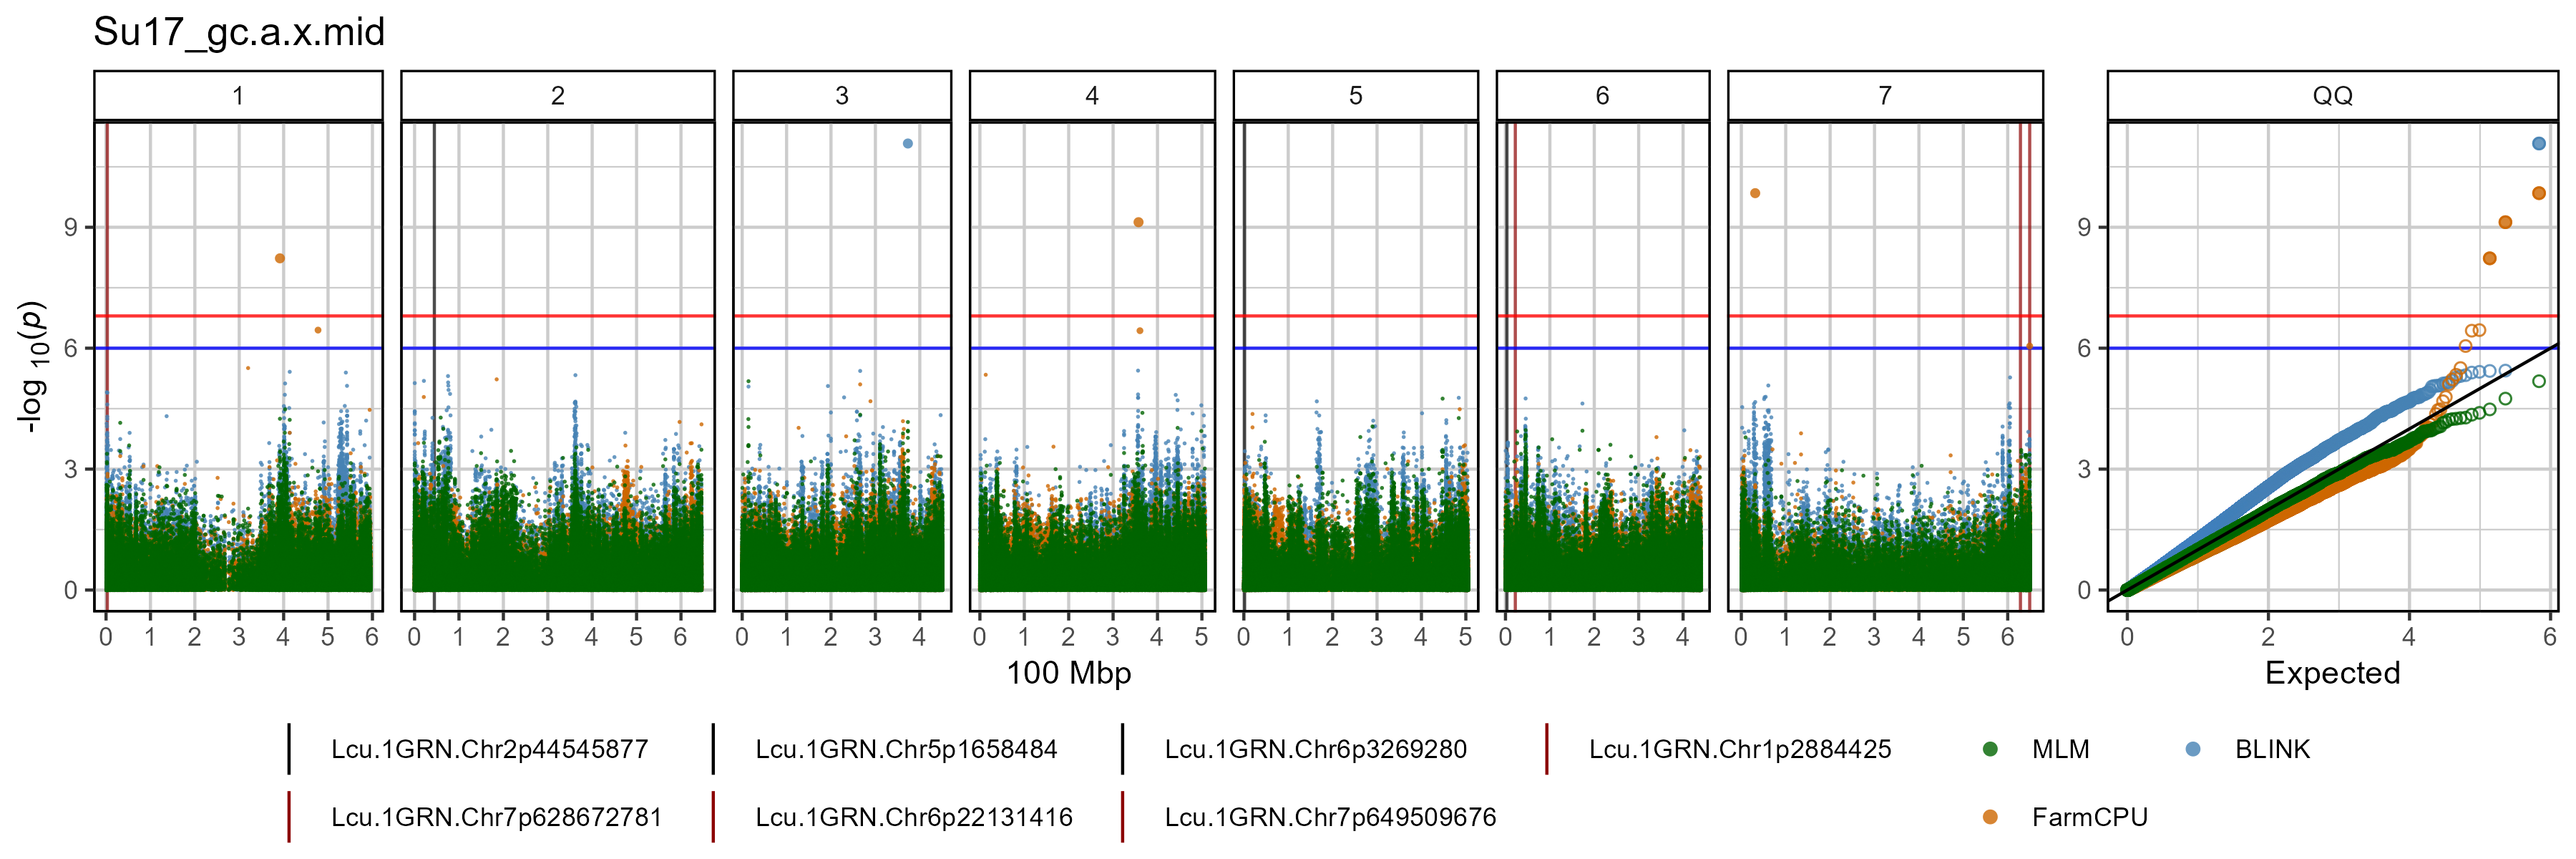 Su17_gc.a.x.mid
1 2 3 4 5 6 7 QQ
-log 10(p)
9 9
6 6
3 3
0 0
0 1 2 3 4 5 6 0 1 2 3 4 5 6 0 1 2 3 4 0 1 2 3 4 5 0 1 2 3 4 5 0 1 2 3 4 0 1 2 3 4 5 6 0 2 4 6
100 Mbp Expected
Lcu.1GRN.Chr2p44545877 Lcu.1GRN.Chr5p1658484 Lcu.1GRN.Chr6p3269280 Lcu.1GRN.Chr1p2884425 MLM BLINK
Lcu.1GRN.Chr7p628672781 Lcu.1GRN.Chr6p22131416 Lcu.1GRN.Chr7p649509676 FarmCPU